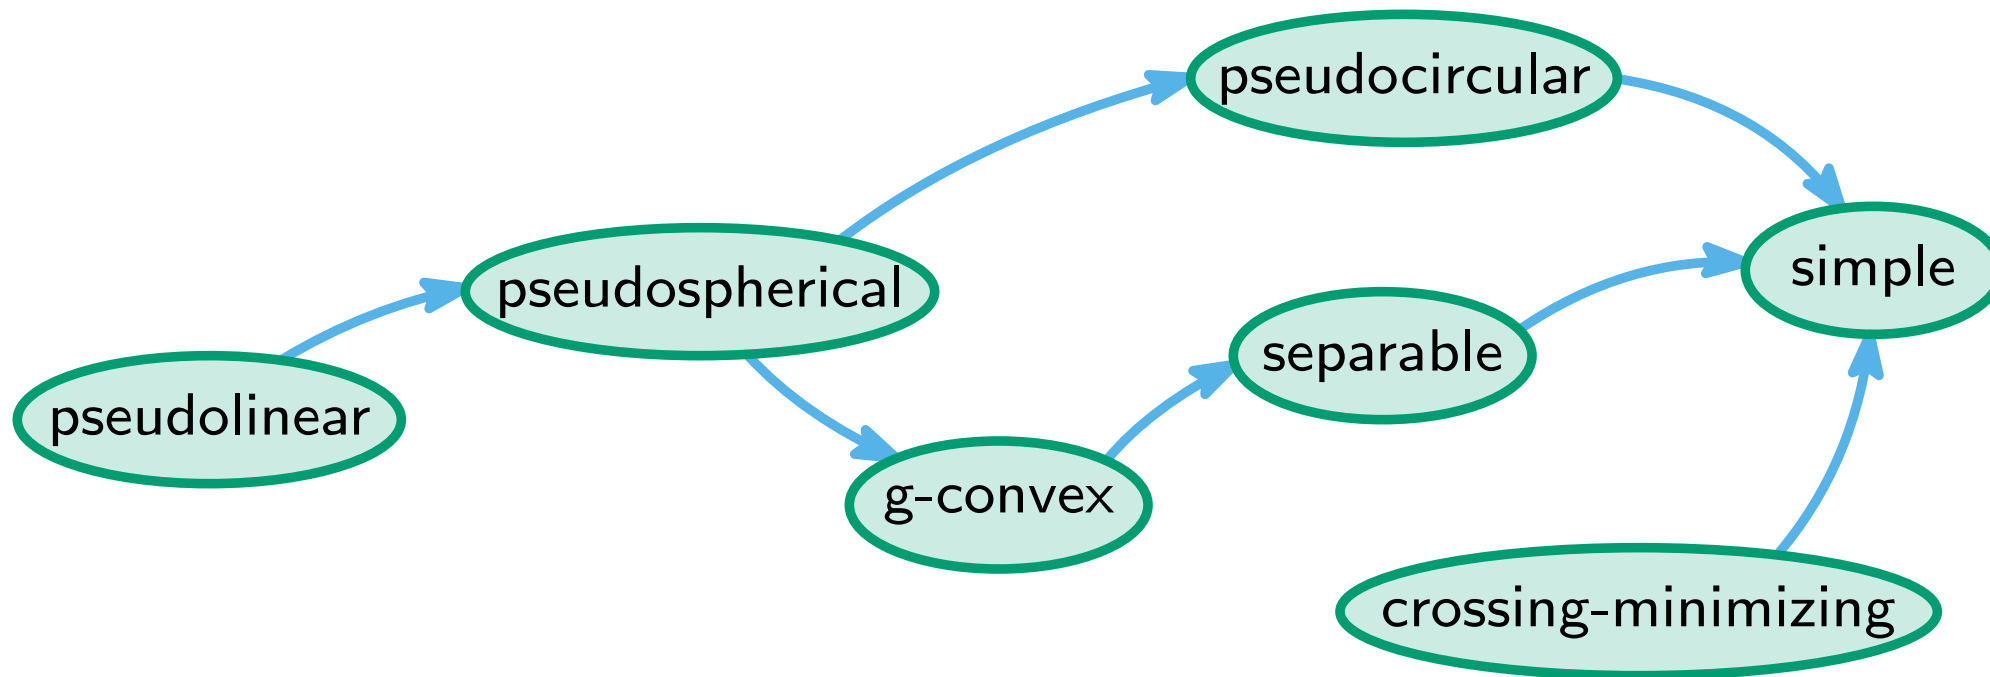 pseudocircular
simple
pseudospherical
separable
pseudolinear
g-convex
crossing-minimizing